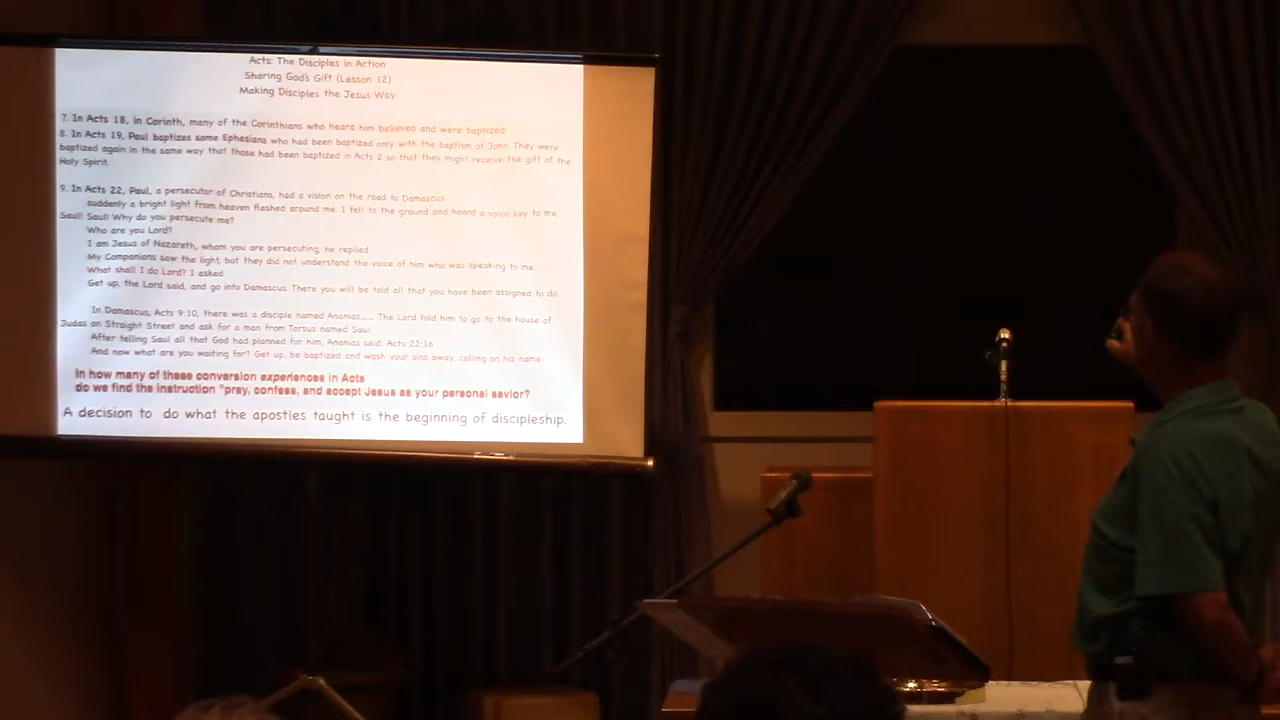 Acts: The Disciples in Action
Sharing God's Gift (Lesson 12)
Making Disciples the Jesus Way
7. In Acts 18, in Corinth, many of the Corinthians who heard him believed and were baptized
8. In Acts 19, Paul baptizes some Ephesians who had been baptized only with the baptism of John. They were
baptized again in the same way that those had been baptized in Acts 2 so that they might receive the gift of the
Holy Spirit.
9. In Acts 22, Paul, a persecutor of Christians, had a vision on the road to Damascus
suddenly a bright light from heaven flashed around me. I fell to the ground and heard a voice say to me,
Saul! Saul! Why do you persecute me?
Who are you Lord?
I am Jesus of Nazareth, whom you are persecuting, he replied
My Companions saw the light, but they did not understand the voice of him who was speaking to me.
What shall I do Lord? I asked
Get up, the Lord said, and go into Damascus. There you will be told all that you have been assigned to do
In Damascus, Acts 9:10, there was a disciple named Ananias..... The Lord told him to go to the house of
Judas on Straight Street and ask for a man from Tarsus named Saul.
After telling Saul all that God had planned for him, Ananias said: Acts 22:16
And now what are you waiting for? Get up, be baptized and wash your sins away, calling on his name.
In how many of these conversion experiences in Acts
do we find the instruction "pray, confess, and accept Jesus as your personal savior?
A decision to do what the apostles taught is the beginning of discipleship.